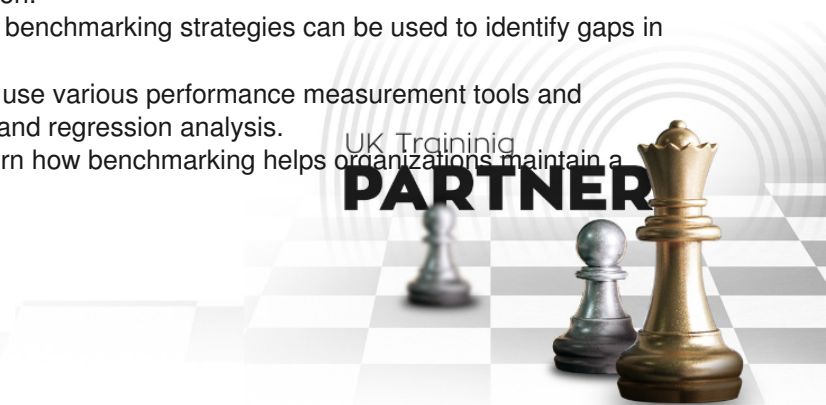 on.
benchmarking strategies can be used to identify gaps in
use various performance measurement tools and
and regression analysis.
rn how benchmarking helps organizations maintain a
UK Traininig
PARTNER